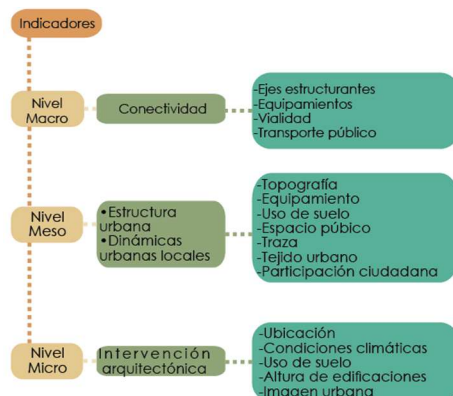 Indicadores
Nivel
Macro
Conectividad
-Ejes estructurantes
-Equipamientos
-Vialidad
-Transporte público
Nivel
Meso
•Estructura
urbana
•Dinámicas
urbanas locales
-Topografía
-Equipamiento
-Uso de suelo
-Espacio púbico
-Traza
-Tejido urbano
-Participación ciudadana
Nivel
Micro
Intervención
arquitectónica
-Ubicación
-Condiciones climáticas
-Uso de suelo
-Altura de edificaciones
-Imagen urbana